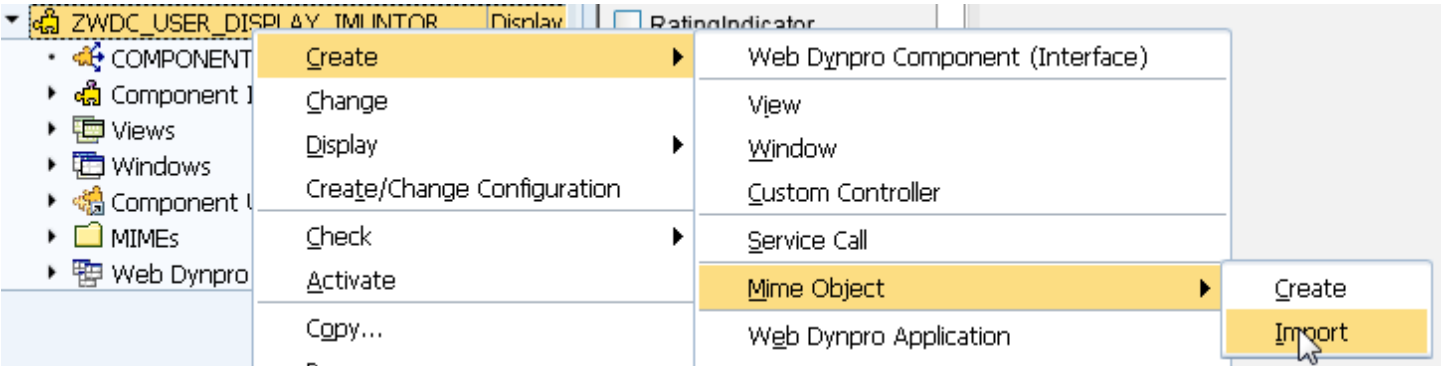 ZWDC_USER_DISPLAY_IMUNTOR Display
RatingIndicator
COMPONENT
Component
Views
Windows
Component
MIMEs
Web Dynpro
Create
Change
Display
Create/Change Configuration
Check
Activate
Copy...
Web Dynpro Component (Interface)
View
Window
Custom Controller
Service Call
Mime Object
Web Dynpro Application
Create
Import